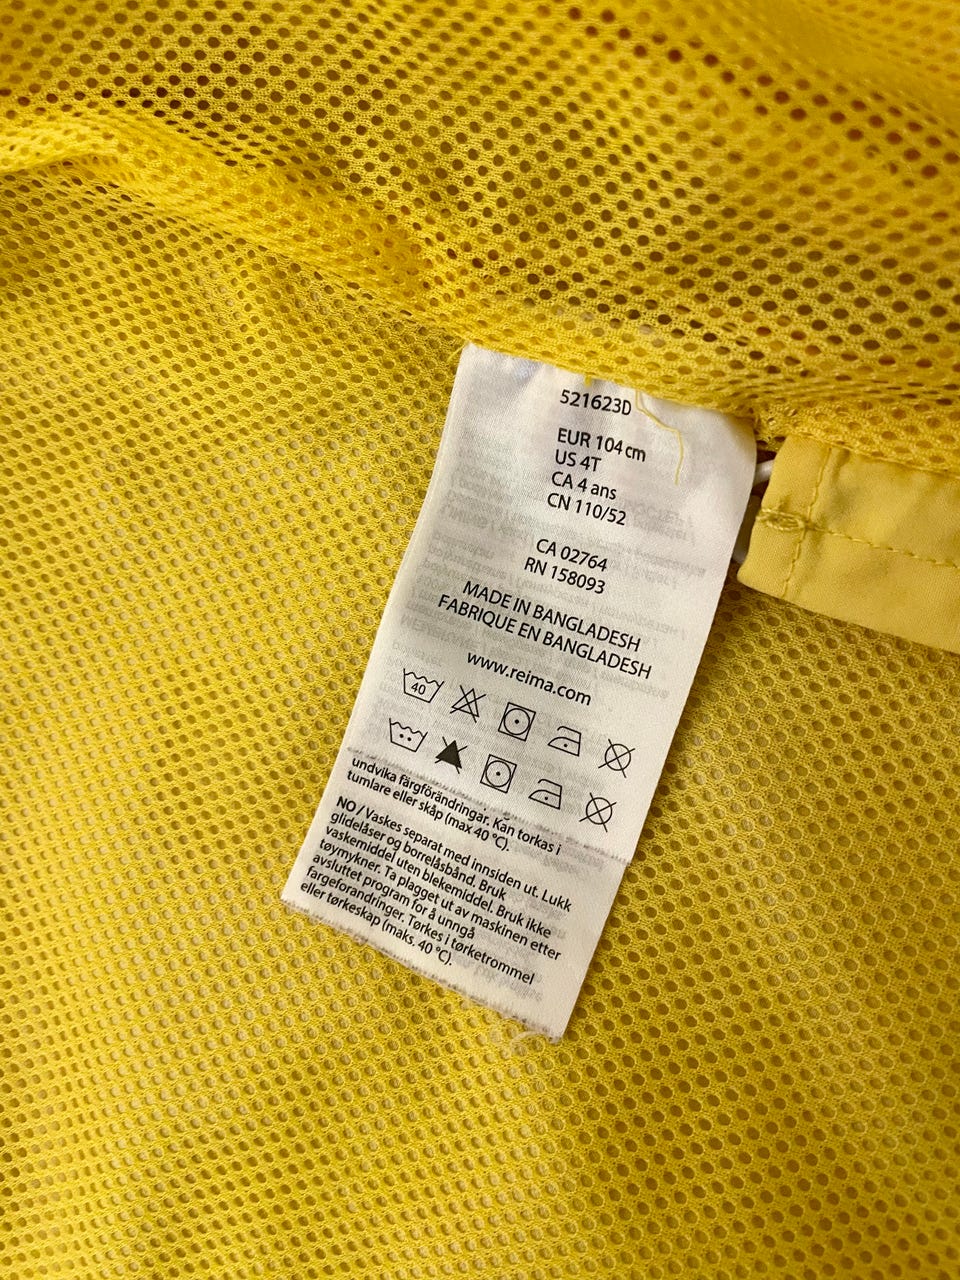 521623D
EUR 104 cm
US 4T
CA 4 ans
CN 110/52
CA 02764
RN 158093
MADE IN BANGLADESH
FABRIQUE EN BANGLADESH
www.reima.com
40
undvika färgförändringar. Kan torkas i
tumlare eller skåp (max 40 °C).
NO / Vaskes separat med innsiden ut. Lukk
glidelåser og borrelåsbånd. Bruk
vaskemiddel uten blekemiddel. Bruk ikke
tøymykner. Ta plagget ut av maskinen etter
avsluttet program for å unngå
fargeforandringer. Tørkes i tørketrommel
eller tørkeskap (maks. 40 °C).